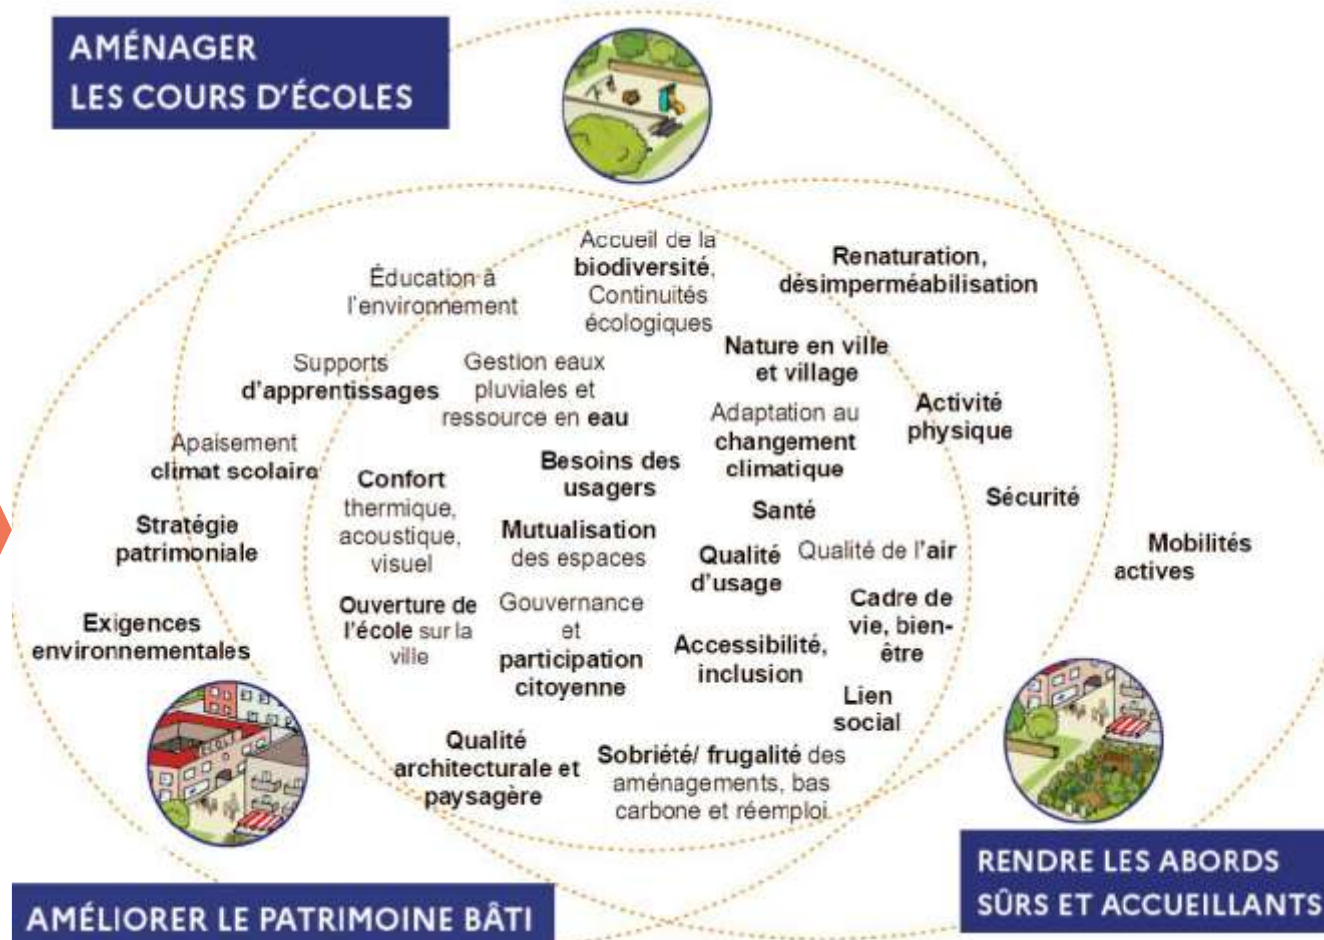 AMÉNAGER
LES COURS D'ÉCOLES
Accueil de la
biodiversité,
Continuités
écologiques
Renaturation,
désimperméabilisation
Éducation à
l'environnement
Nature en ville
et village
Supports
d'apprentissages
Gestion eaux
pluviales et
ressource en eau
Activité
physique
Adaptation au
changement
climatique
Apaisement
climat scolaire
Besoins des
usagers
Confort
thermique,
acoustique,
visuel
Sécurité
Santé
Stratégie
patrimoniale
Mutualisation
des espaces
Qualité
d'usage
Qualité de l'air
Mobilités
actives
Exigences
environnementales
Ouverture de
l'école sur la
ville
Gouvernance
et
participation
citoyenne
Accessibilité,
inclusion
Cadre de
vie, bien-
être
Lien
social
Qualité
architecturale et
paysagère
Sobriété/ frugalité des
aménagements, bas
carbone et réemploi.
AMÉLIORER LE PATRIMOINE BÂTI
RENDRE LES ABORDS
SÛRS ET ACCUEILLANTS